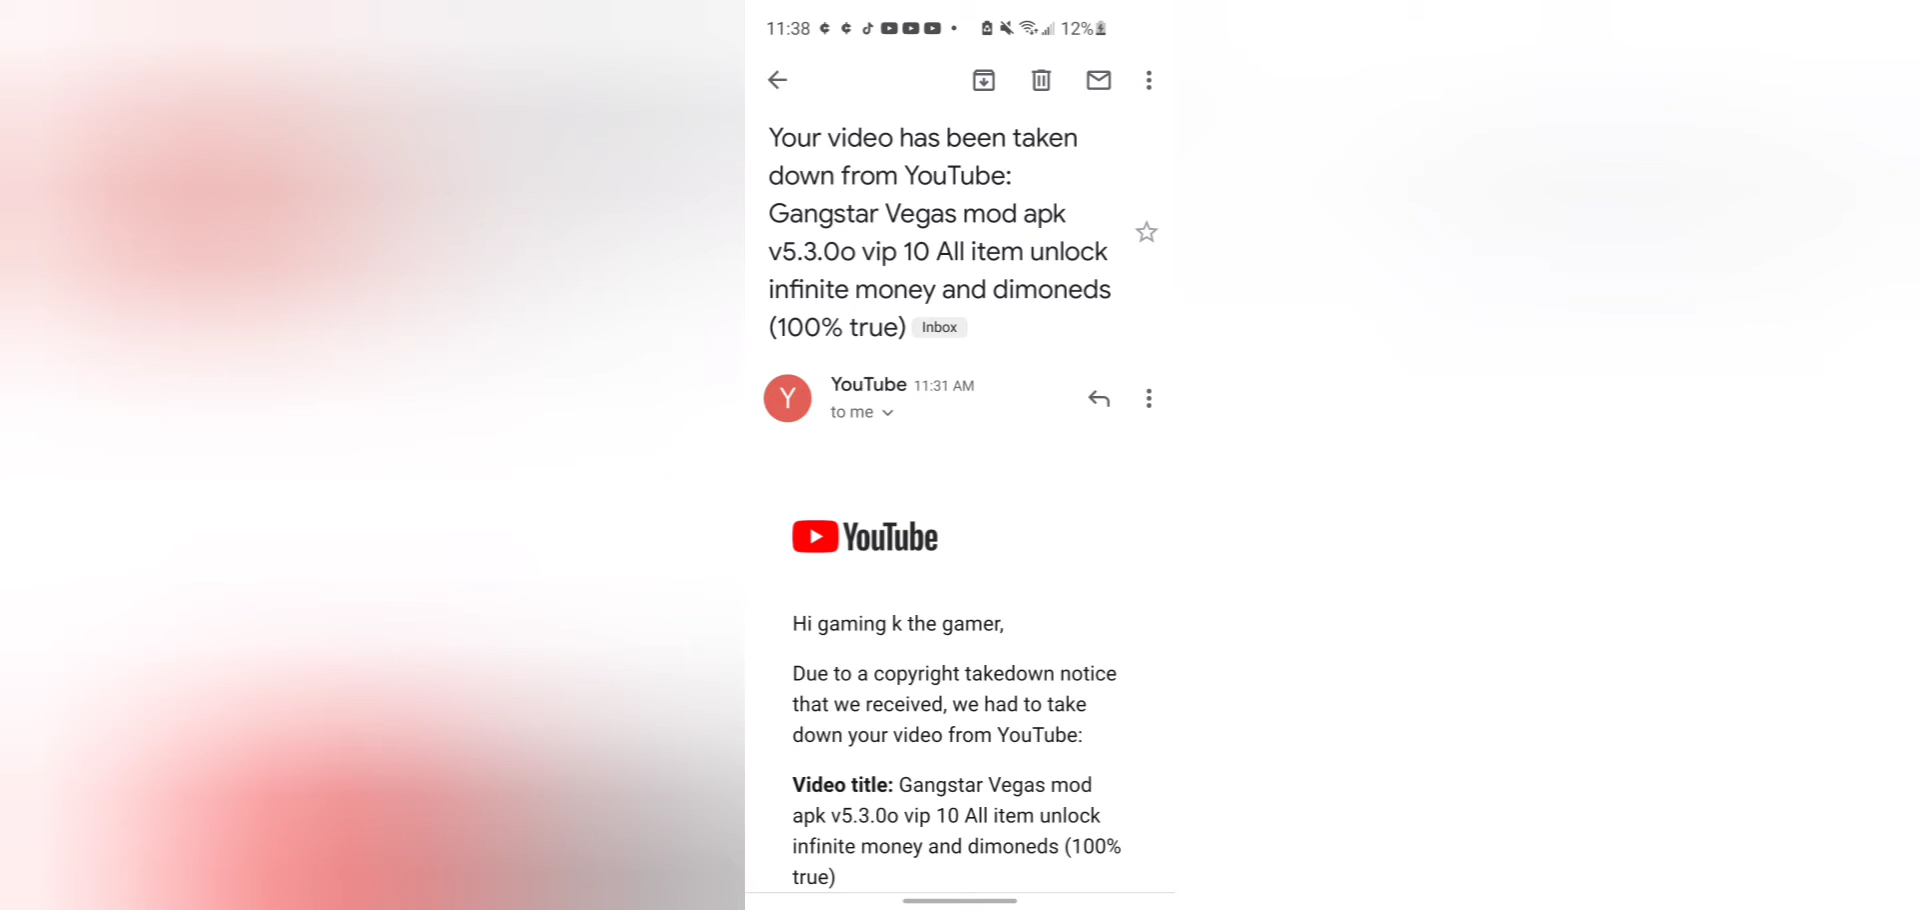 11:38 12%
Your video has been taken
down from YouTube:
Gangstar Vegas mod apk
v5.3.0o vip 10 All item unlock
infinite money and dimoneds
(100% true) Inbox
Y YouTube 11:31 AM
to me
YouTube
Hi gaming k the gamer,
Due to a copyright takedown notice
that we received, we had to take
down your video from YouTube:
Video title: Gangstar Vegas mod
apk v5.3.0o vip 10 All item unlock
infinite money and dimoneds (100%
true)